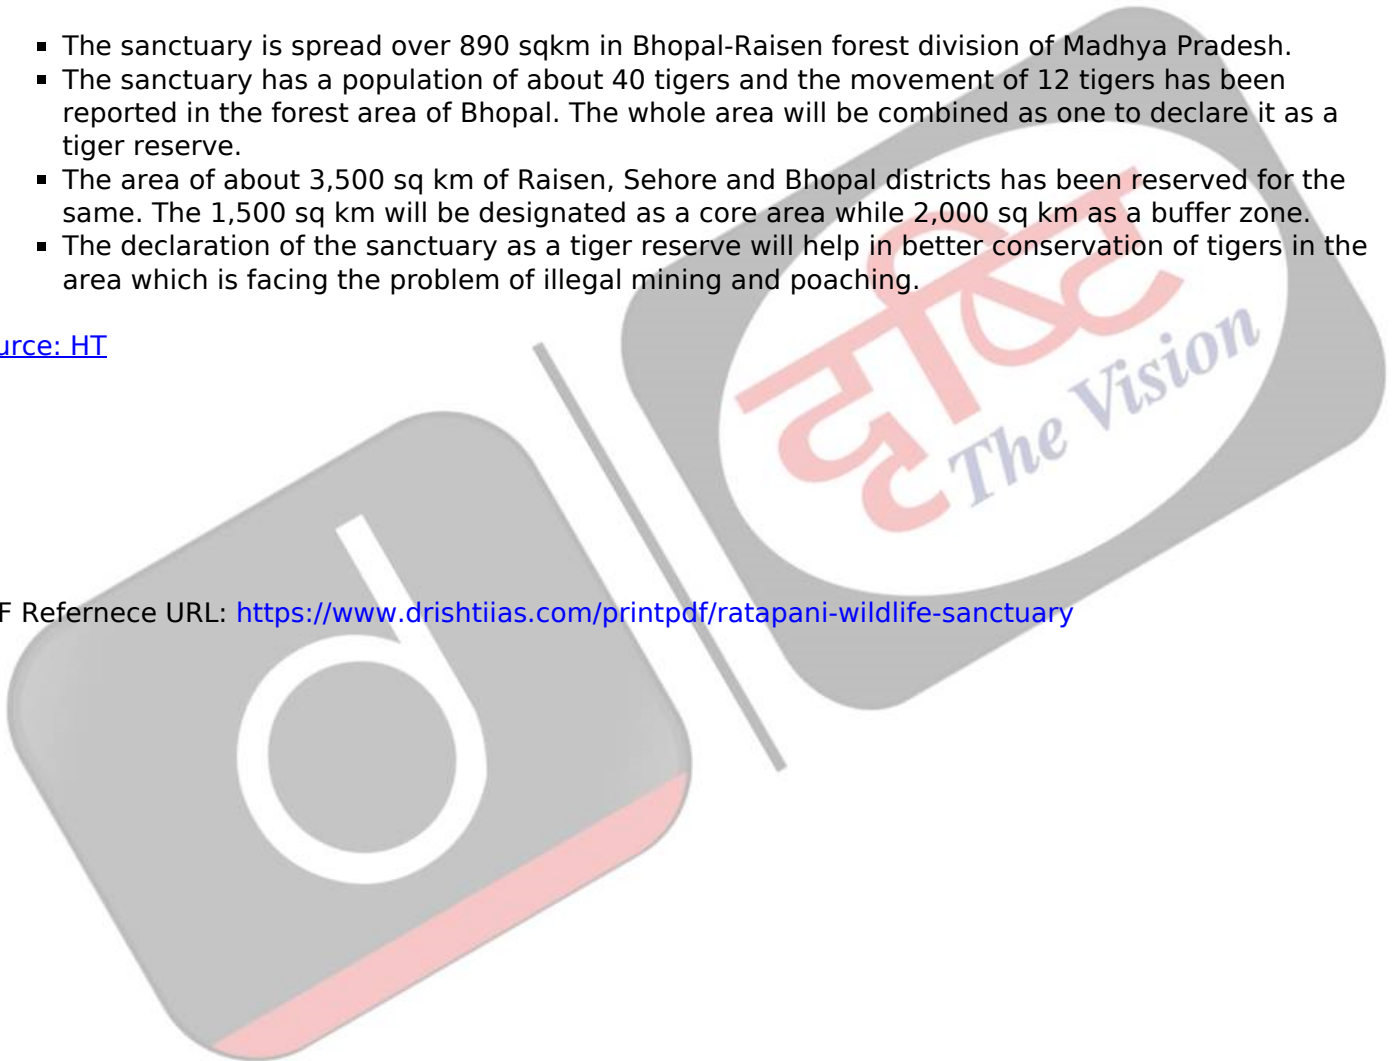 ▪ The sanctuary is spread over 890 sqkm in Bhopal-Raisen forest division of Madhya Pradesh.
▪ The sanctuary has a population of about 40 tigers and the movement of 12 tigers has been
reported in the forest area of Bhopal. The whole area will be combined as one to declare it as a
tiger reserve.
▪ The area of about 3,500 sq km of Raisen, Sehore and Bhopal districts has been reserved for the
same. The 1,500 sq km will be designated as a core area while 2,000 sq km as a buffer zone.
▪ The declaration of the sanctuary as a tiger reserve will help in better conservation of tigers in the
area which is facing the problem of illegal mining and poaching.
urce: HT
दृष्टि
The Vision
F Refernece URL: https://www.drishtiias.com/printpdf/ratapani-wildlife-sanctuary
d